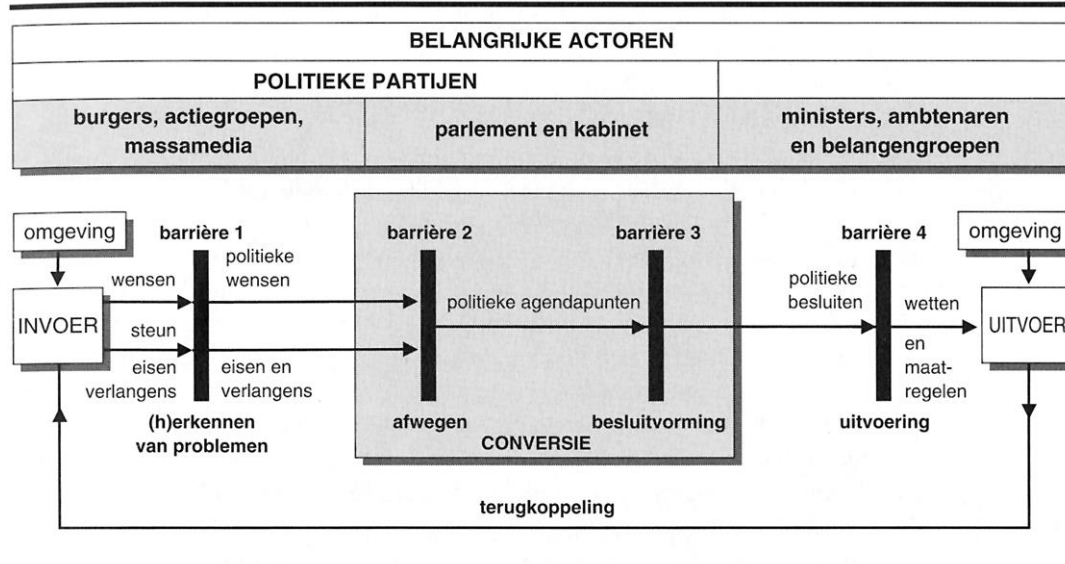 BELANGRIJKE ACTOREN
POLITIEKE PARTIJEN
burgers, actiegroepen,
massamedia
parlement en kabinet
ministers, ambtenaren
en belangengroepen
omgeving
barrière 1
barrière 2
barrière 3
barrière 4
omgeving
INVOER
wensen
steun
eisen
verlangens
politieke
wensen
eisen en
verlangens
(h)erkennen
van problemen
politieke agendapunten
afwegen
besluitvorming
CONVERSIE
politieke
besluiten
uitvoering
wetten
en
maat-
regelen
UITVOER
terugkoppeling